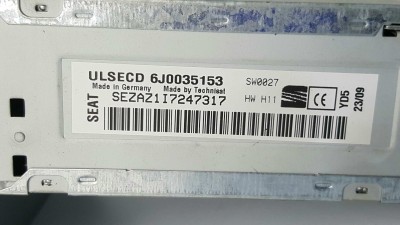 ULSECD 6J0035153
Made in Germany Made by Technisat
SEZAZ1I7247317
SEAT
SW0027
HW H11
CE
YD5
23/09